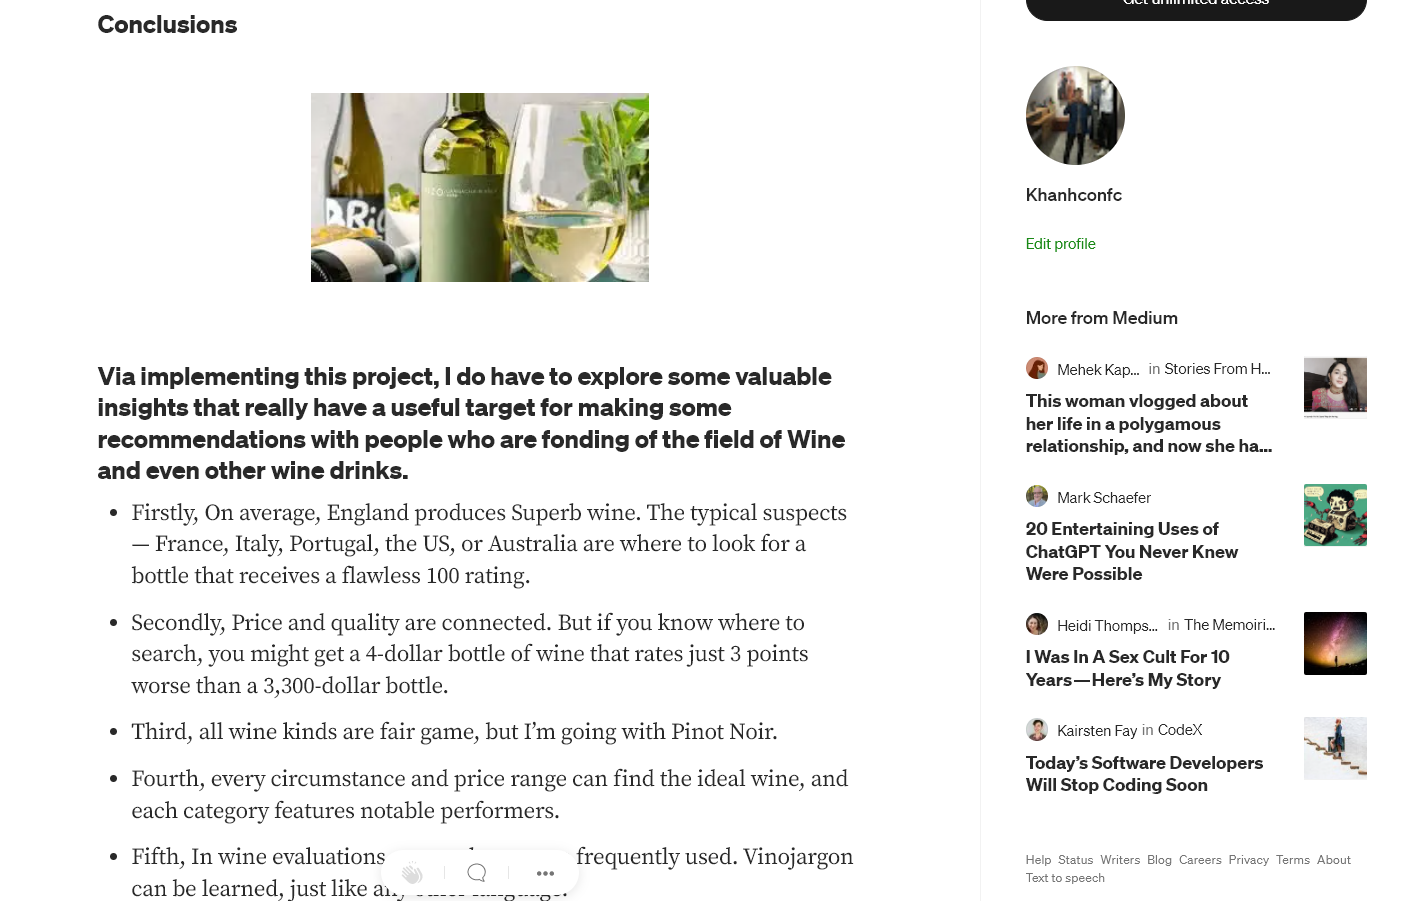 Get unlimited access
Conclusions
Khanhconfc
Edit profile
More from Medium
Mehek Kap... in Stories From H...
This woman vlogged about
her life in a polygamous
relationship, and now she ha...
Mark Schaefer
20 Entertaining Uses of
ChatGPT You Never Knew
Were Possible
Heidi Thomps... in The Memoiri...
I Was In A Sex Cult For 10
Years—Here’s My Story
Kairsten Fay in CodeX
Today’s Software Developers
Will Stop Coding Soon
Help Status Writers Blog Careers Privacy Terms About
Text to speech
Via implementing this project, I do have to explore some valuable
insights that really have a useful target for making some
recommendations with people who are fonding of the field of Wine
and even other wine drinks.
• Firstly, On average, England produces Superb wine. The typical suspects
— France, Italy, Portugal, the US, or Australia are where to look for a
bottle that receives a flawless 100 rating.
• Secondly, Price and quality are connected. But if you know where to
search, you might get a 4-dollar bottle of wine that rates just 3 points
worse than a 3,300-dollar bottle.
• Third, all wine kinds are fair game, but I’m going with Pinot Noir.
• Fourth, every circumstance and price range can find the ideal wine, and
each category features notable performers.
• Fifth, In wine evaluations frequently used. Vinojargon
can be learned, just like any other language.